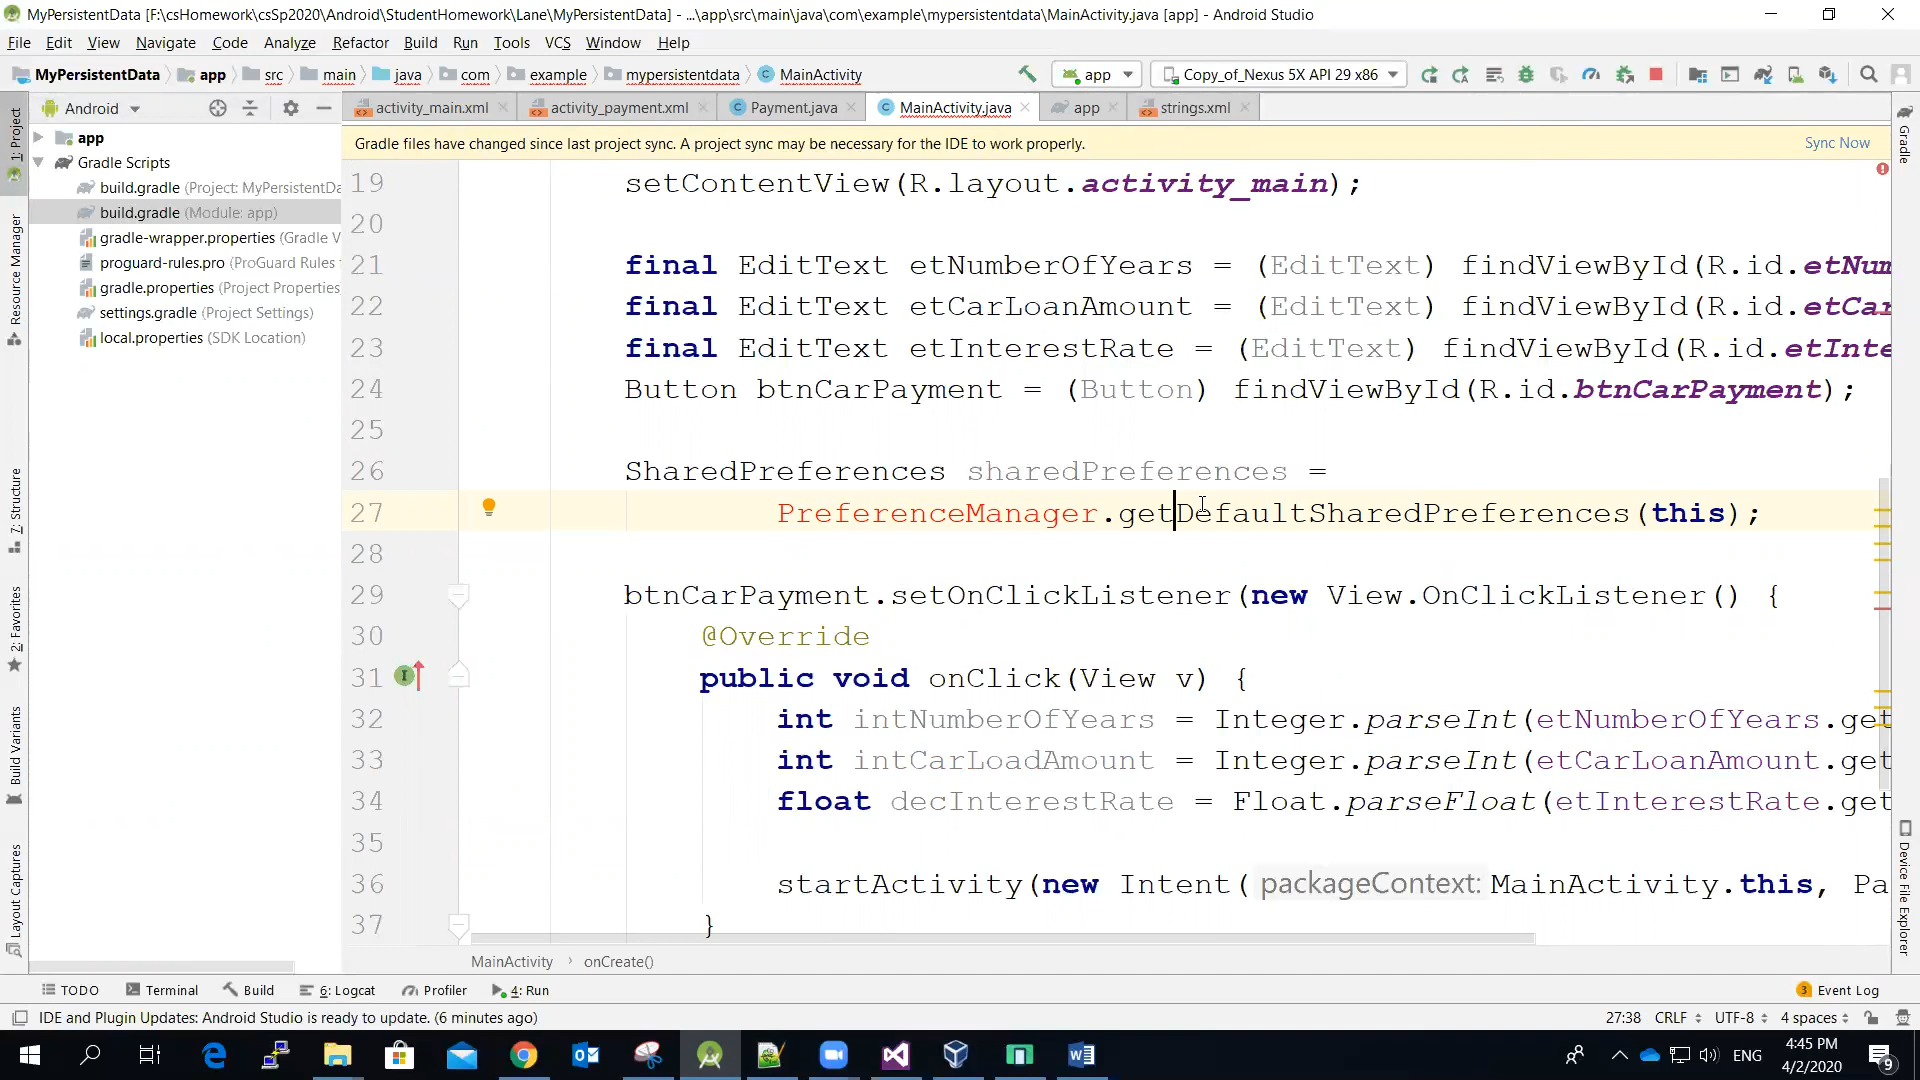 MyPersistentData [F:\csHomework\csSp2020\Android\StudentHomework\Lane\MyPersistentData] - ...\app\src\main\java\com\example\mypersistentdata\MainActivity.java [app] - Android Studio
File Edit View Navigate Code Analyze Refactor Build Run Tools VCS Window Help
MyPersistentData app src main java com example mypersistentdata MainActivity app Copy_of_Nexus 5X API 29 x86
Android activity_main.xml activity_payment.xml Payment.java MainActivity.java app strings.xml
Gradle files have changed since last project sync. A project sync may be necessary for the IDE to work properly. Sync Now
app
Gradle Scripts
build.gradle (Project: MyPersistentDa
build.gradle (Module: app)
gradle-wrapper.properties (Gradle V
proguard-rules.pro (ProGuard Rules f
gradle.properties (Project Properties
settings.gradle (Project Settings)
local.properties (SDK Location)
1: Project
Resource Manager
7: Structure
2: Favorites
Build Variants
Layout Captures
19 setContentView(R.layout.activity_main);
20
21 final EditText etNumberOfYears = (EditText) findViewById(R.id.etNum
22 final EditText etCarLoanAmount = (EditText) findViewById(R.id.etCar
23 final EditText etInterestRate = (EditText) findViewById(R.id.etInte
24 Button btnCarPayment = (Button) findViewById(R.id.btnCarPayment);
25
26 SharedPreferences sharedPreferences =
27 PreferenceManager.getDefaultSharedPreferences(this);
28
29 btnCarPayment.setOnClickListener(new View.OnClickListener() {
30 @Override
31 public void onClick(View v) {
32 int intNumberOfYears = Integer.parseInt(etNumberOfYears.get
33 int intCarLoadAmount = Integer.parseInt(etCarLoanAmount.get
34 float decInterestRate = Float.parseFloat(etInterestRate.get
35
36 startActivity(new Intent( packageContext: MainActivity.this, Pa
37 }
Gradle
Device File Explorer
MainActivity › onCreate()
TODO Terminal Build 6: Logcat Profiler 4: Run 3 Event Log
IDE and Plugin Updates: Android Studio is ready to update. (6 minutes ago) 27:38 CRLF UTF-8 4 spaces
ENG
4:45 PM
4/2/2020
9